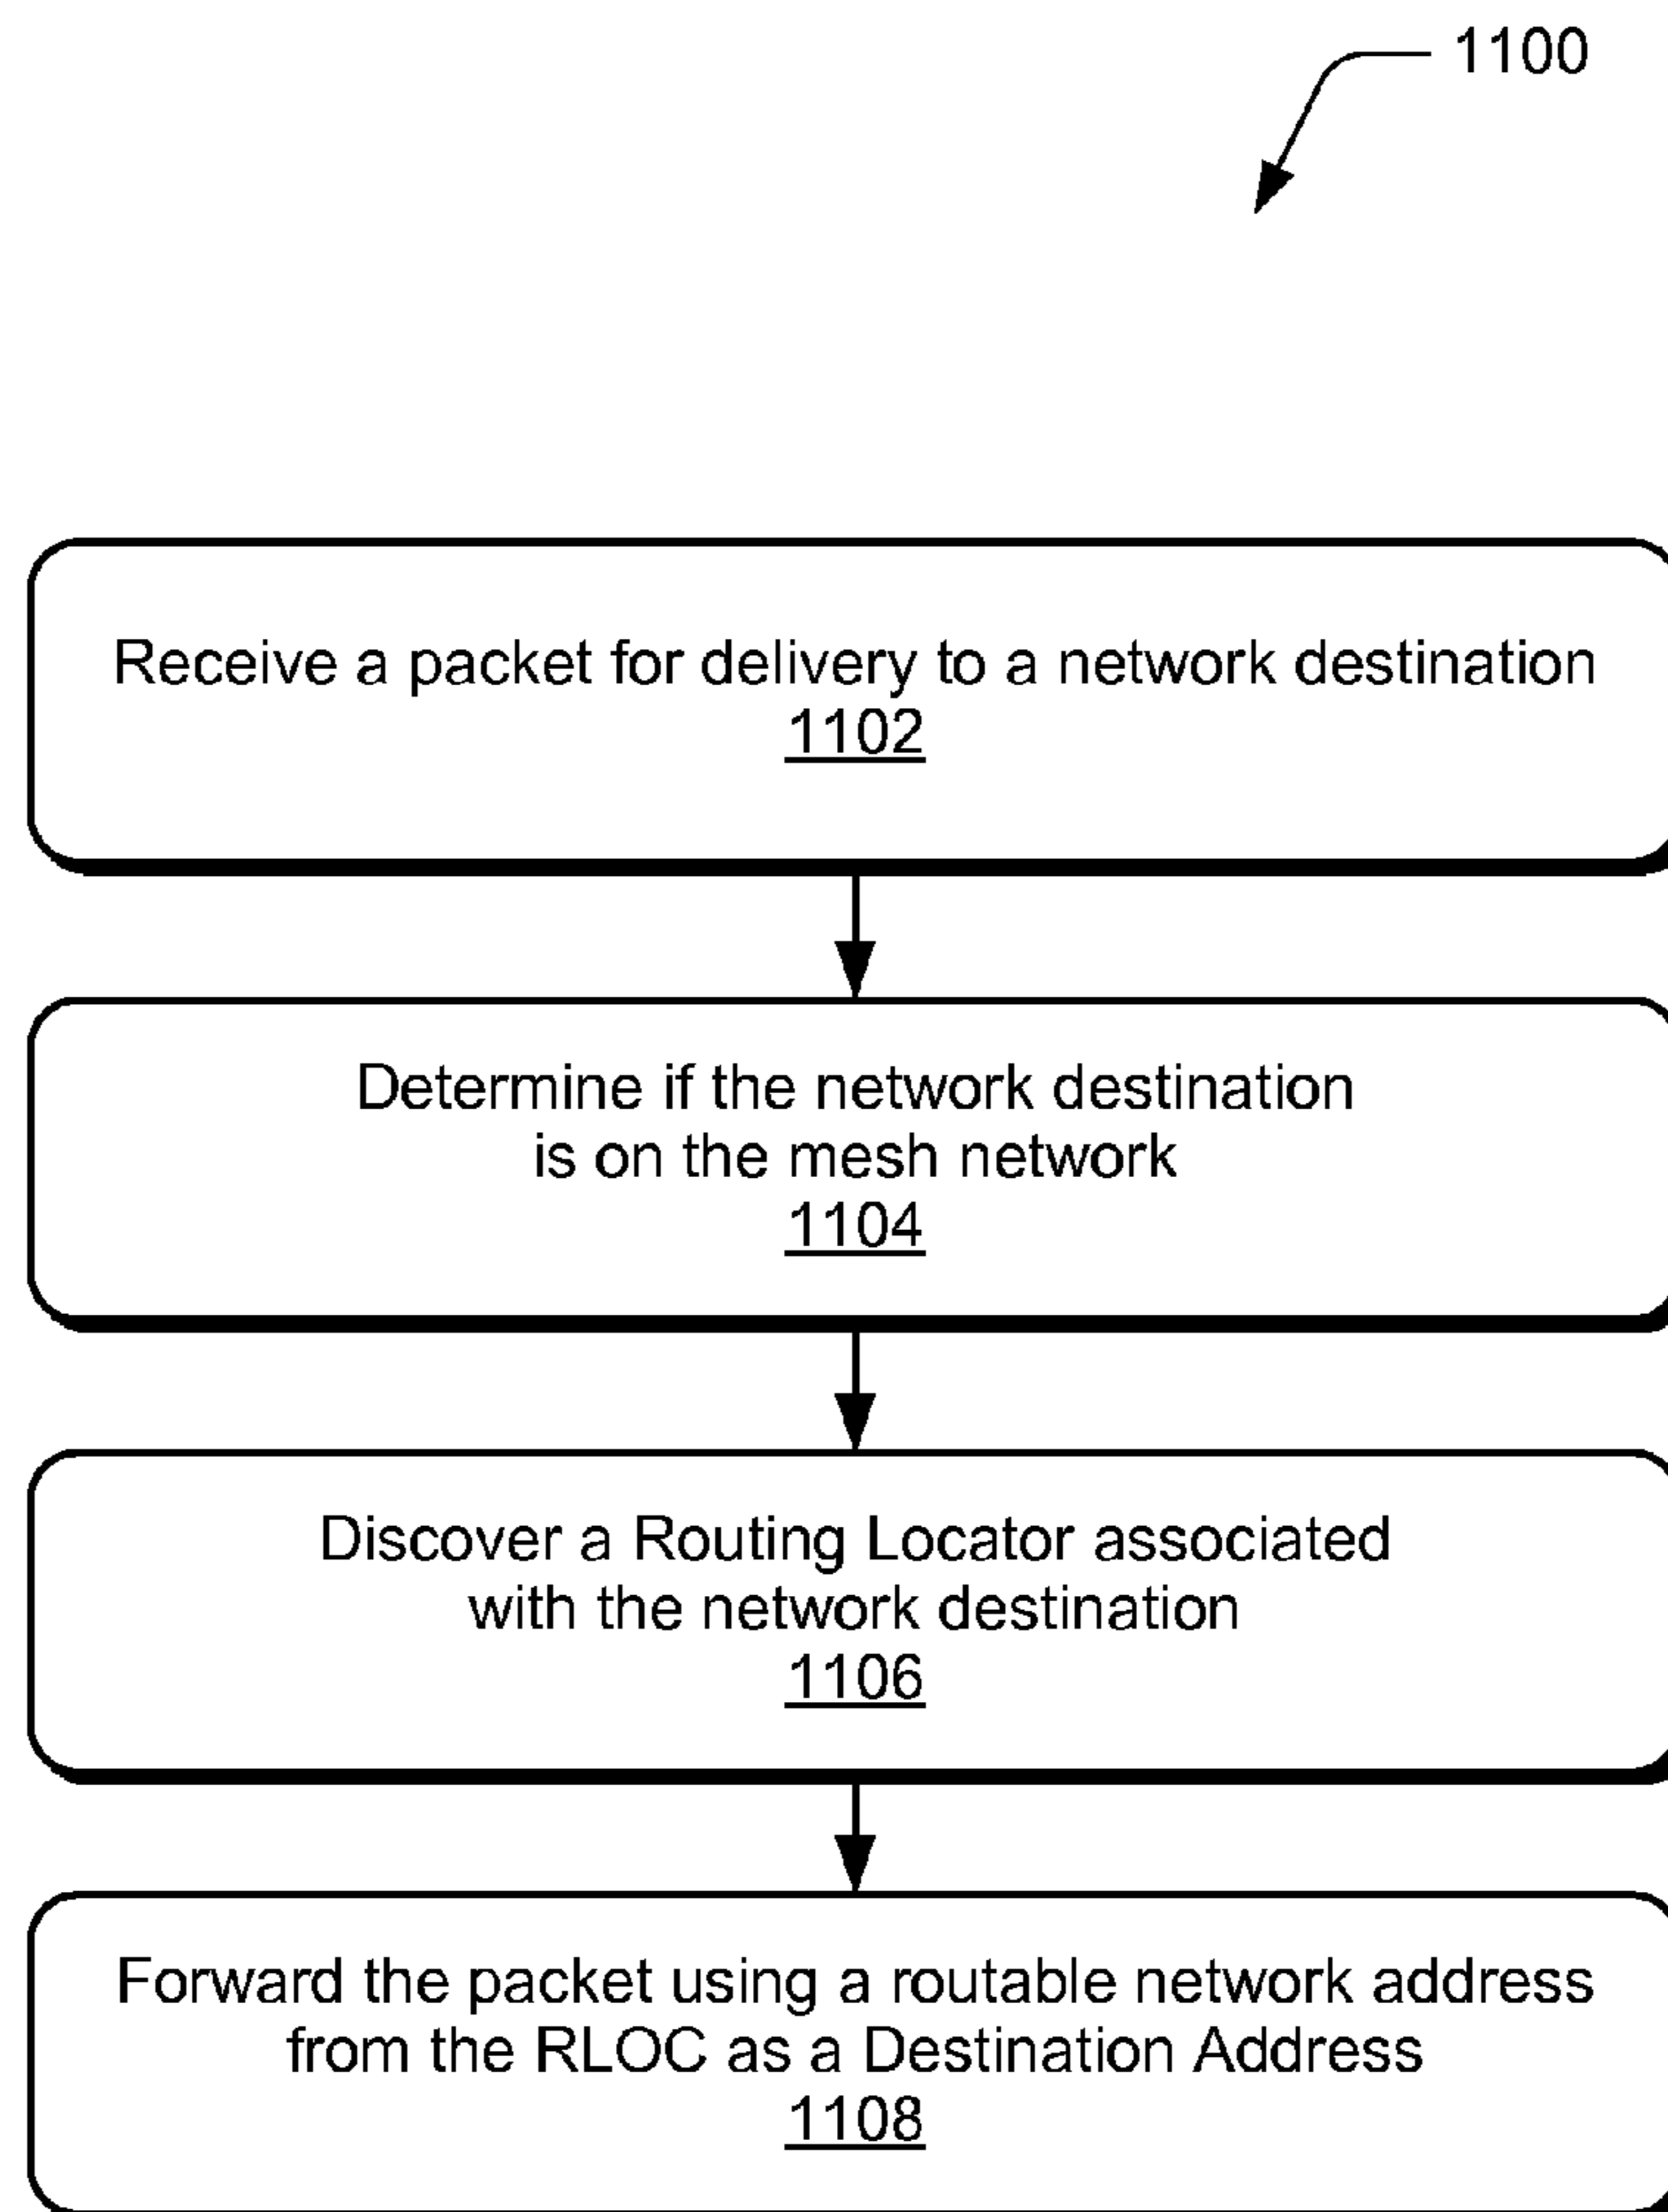 1100
Receive a packet for delivery to a network destination
1102
Determine if the network destination
is on the mesh network
1104
Discover a Routing Locator associated
with the network destination
1106
Forward the packet using a routable network address
from the RLOC as a Destination Address
1108